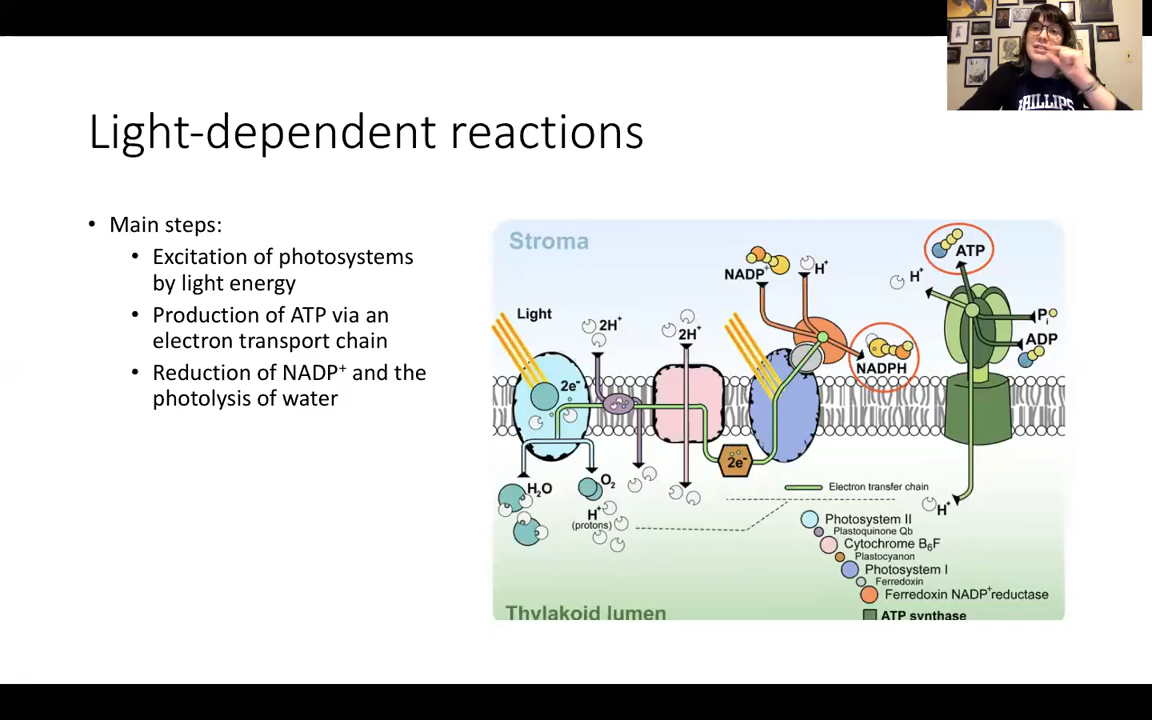 Light-dependent reactions
• Main steps:
• Excitation of photosystems
by light energy
• Production of ATP via an
electron transport chain
• Reduction of NADP⁺ and the
photolysis of water
Stroma
Light
2H⁺
2H⁺
NADP⁺
H⁺
H⁺
ATP
Pi
ADP
NADPH
2e⁻
2e⁻
H₂O
O₂
H⁺
(protons)
H⁺
Electron transfer chain
Photosystem II
Plastoquinone Qb
Cytochrome B₆F
Plastocyanon
Photosystem I
Ferredoxin
Ferredoxin NADP⁺reductase
ATP synthase
Thylakoid lumen